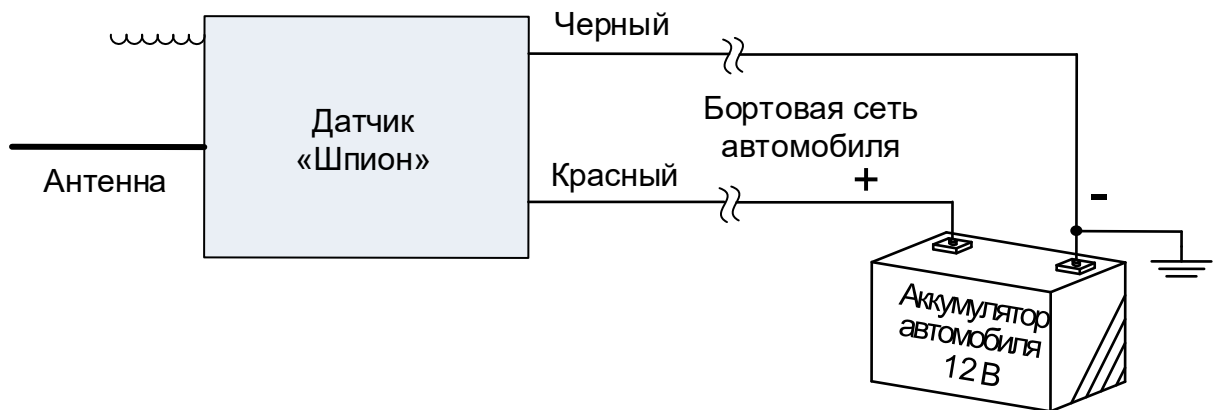 Черный
Датчик
«Шпион»
Бортовая сеть
автомобиля
Антенна
Красный
+
-
Аккумулятор
автомобиля
12 В